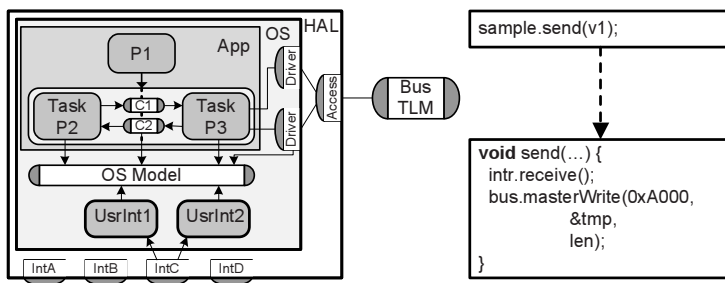 App
OS
HAL
P1
Task
P2
C1
C2
Task
P3
Driver
Driver
Access
Bus
TLM
OS Model
UsrInt1
UsrInt2
IntA
IntB
IntC
IntD
sample.send(v1);
void send(...) {
intr.receive();
bus.masterWrite(0xA000,
&tmp,
len);
}